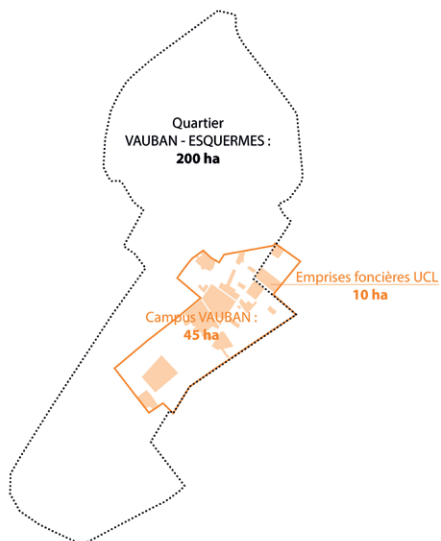 Quartier
VAUBAN - ESQUERMES :
200 ha
Emprises foncières UCL
10 ha
Campus VAUBAN :
45 ha